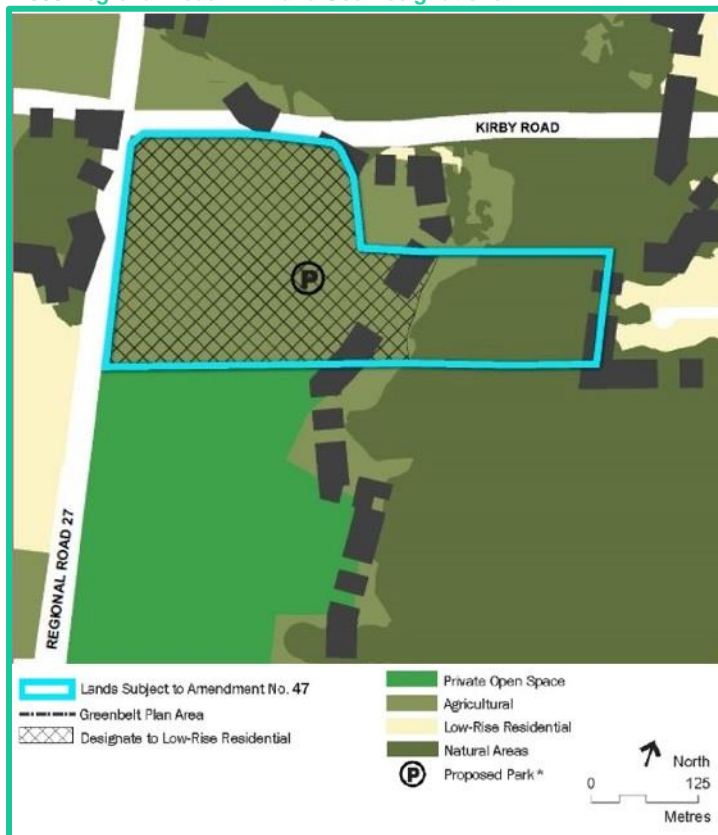 KIRBY ROAD
P
REGIONAL ROAD 27
Lands Subject to Amendment No. 47
Greenbelt Plan Area
Designate to Low-Rise Residential
Private Open Space
Agricultural
Low-Rise Residential
Natural Areas
P Proposed Park *
North
0 125
Metres